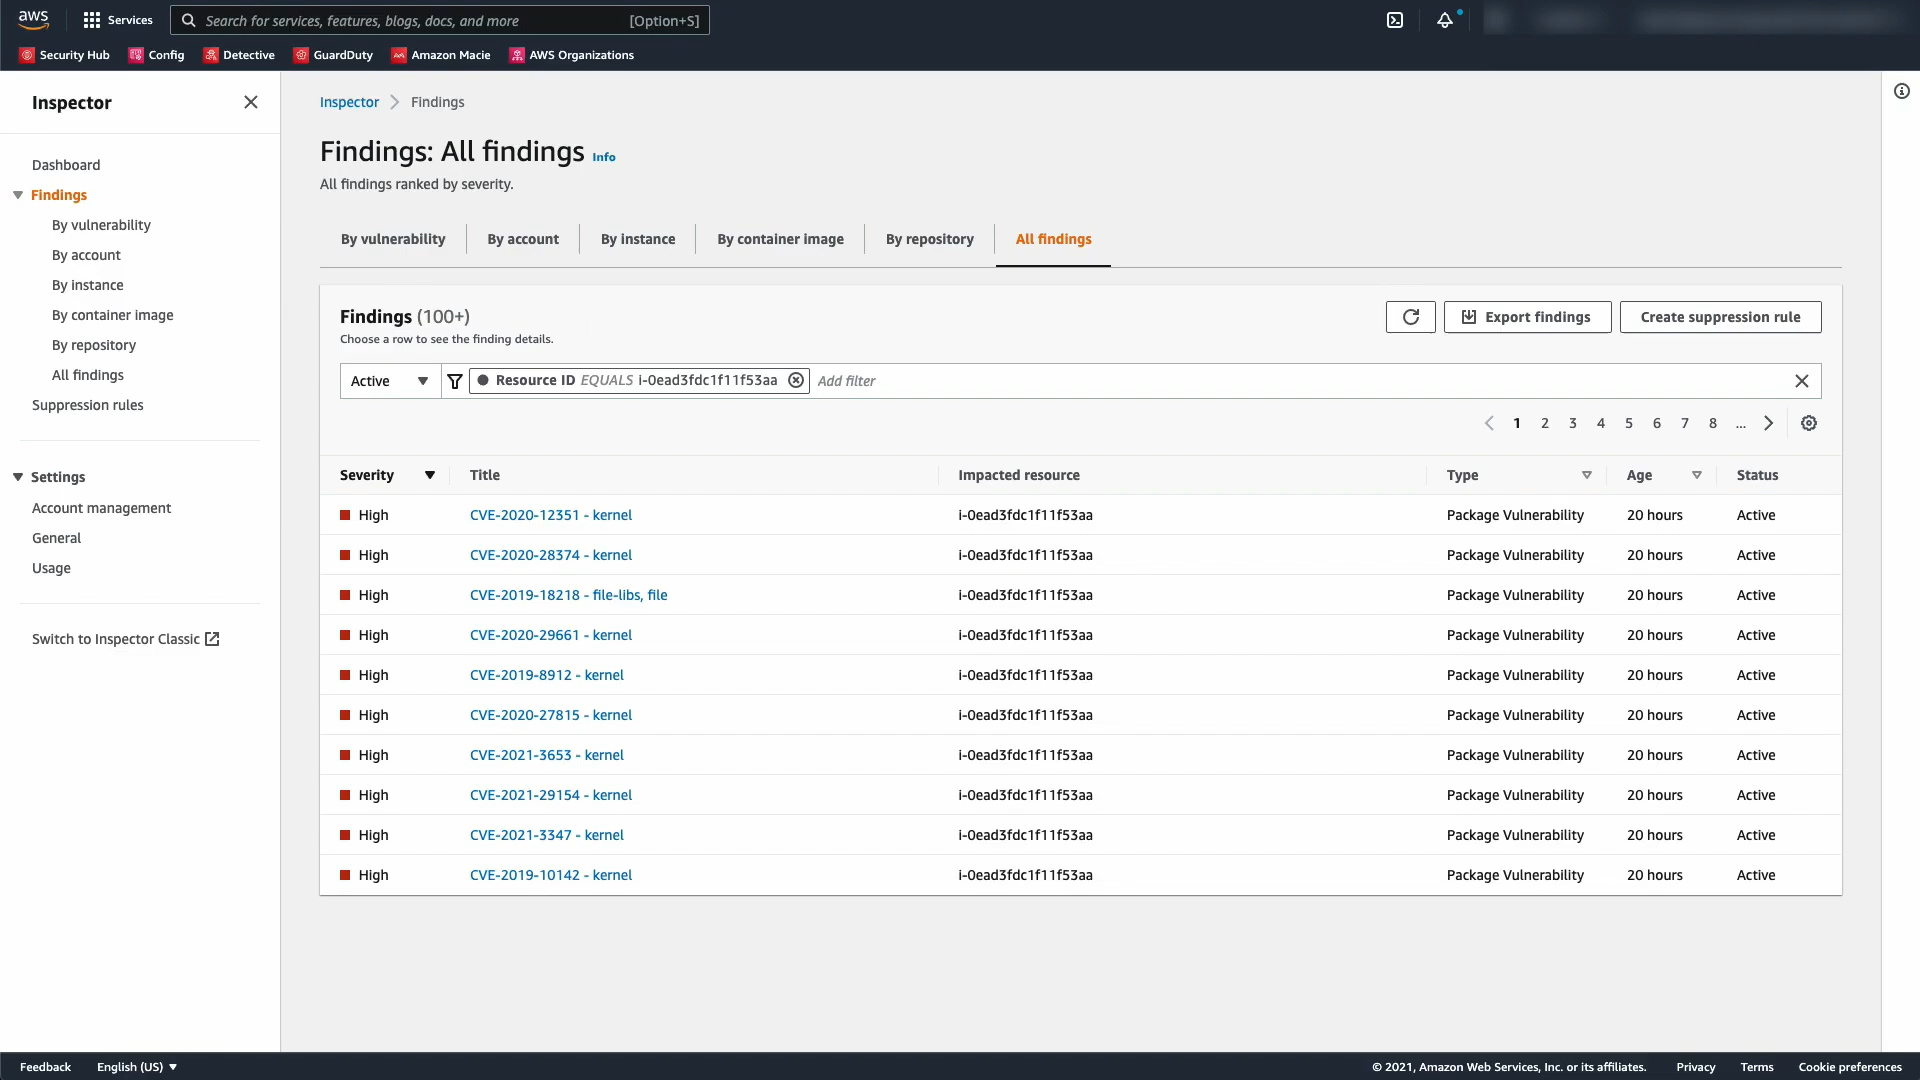 aws Services Search for services, features, blogs, docs, and more [Option+S]
Security Hub Config Detective GuardDuty Amazon Macie AWS Organizations
Inspector
Dashboard
Findings
By vulnerability
By account
By instance
By container image
By repository
All findings
Suppression rules
Settings
Account management
General
Usage
Switch to Inspector Classic
Inspector Findings
Findings: All findings Info
All findings ranked by severity.
By vulnerability By account By instance By container image By repository All findings
Findings (100+)
Choose a row to see the finding details.
Export findings Create suppression rule
Active Resource ID EQUALS i-0ead3fdc1f11f53aa Add filter
1 2 3 4 5 6 7 8 ...
Severity Title Impacted resource Type Age Status
High CVE-2020-12351 - kernel i-0ead3fdc1f11f53aa Package Vulnerability 20 hours Active
High CVE-2020-28374 - kernel i-0ead3fdc1f11f53aa Package Vulnerability 20 hours Active
High CVE-2019-18218 - file-libs, file i-0ead3fdc1f11f53aa Package Vulnerability 20 hours Active
High CVE-2020-29661 - kernel i-0ead3fdc1f11f53aa Package Vulnerability 20 hours Active
High CVE-2019-8912 - kernel i-0ead3fdc1f11f53aa Package Vulnerability 20 hours Active
High CVE-2020-27815 - kernel i-0ead3fdc1f11f53aa Package Vulnerability 20 hours Active
High CVE-2021-3653 - kernel i-0ead3fdc1f11f53aa Package Vulnerability 20 hours Active
High CVE-2021-29154 - kernel i-0ead3fdc1f11f53aa Package Vulnerability 20 hours Active
High CVE-2021-3347 - kernel i-0ead3fdc1f11f53aa Package Vulnerability 20 hours Active
High CVE-2019-10142 - kernel i-0ead3fdc1f11f53aa Package Vulnerability 20 hours Active
Feedback English (US) © 2021, Amazon Web Services, Inc. or its affiliates. Privacy Terms Cookie preferences